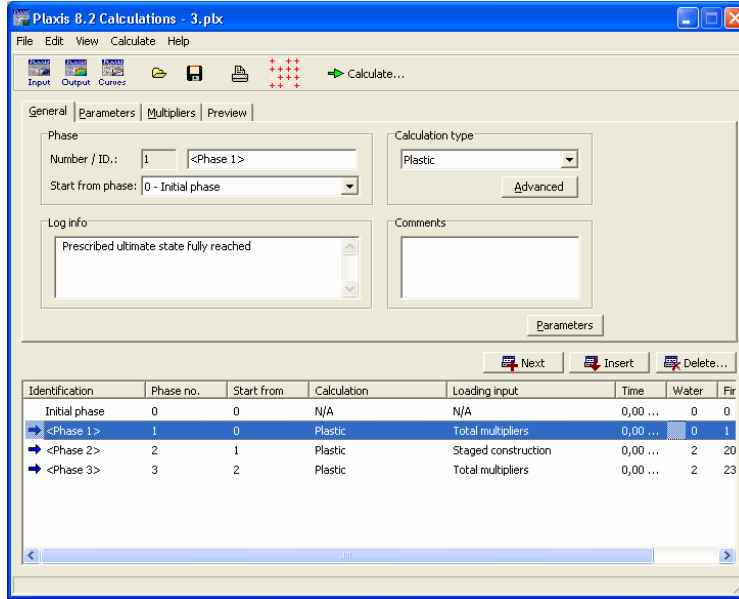 Plaxis 8.2 Calculations - 3.plx
File Edit View Calculate Help
Input Output Curves Calculate...
General Parameters Multipliers Preview
Phase
Number / ID.: 1 <Phase 1>
Start from phase: 0 - Initial phase
Calculation type
Plastic
Advanced
Log info
Prescribed ultimate state fully reached
Comments
Parameters
Next Insert Delete...
Identification Phase no. Start from Calculation Loading input Time Water Fir
Initial phase 0 0 N/A N/A 0,00 ... 0 0
<Phase 1> 1 0 Plastic Total multipliers 0,00 ... 0 1
<Phase 2> 2 1 Plastic Staged construction 0,00 ... 2 20
<Phase 3> 3 2 Plastic Total multipliers 0,00 ... 2 23